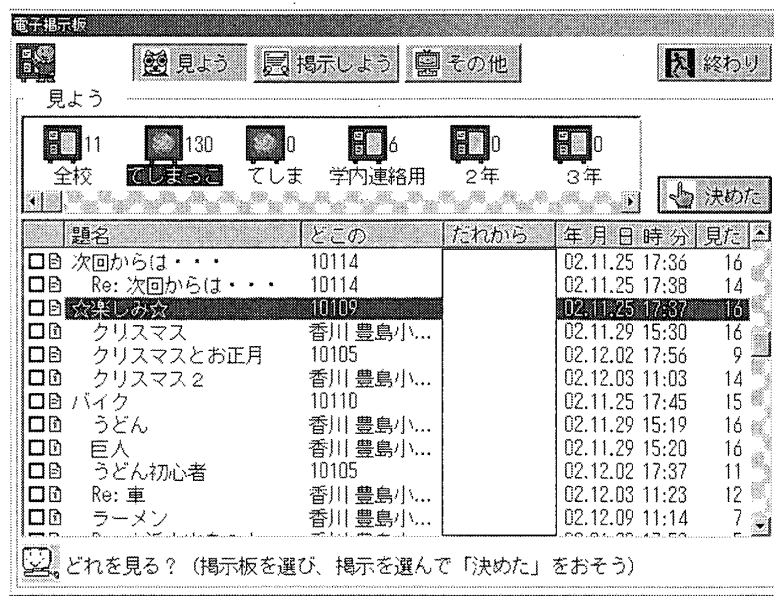 電子掲示板
見よう 掲示しよう その他 終わり
見よう
11 130 0 6 0 0
全校 てしまっこ てしま 学内連絡用 2年 3年
決めた
題名 どこの だれから 年月日時分 見た
次回からは・・・ 10114 02.11.25 17:36 16
Re: 次回からは・・・ 10114 02.11.25 17:38 14
☆楽しみ☆ 10109 02.11.25 17:37 16
クリスマス 香川 豊島小... 02.11.29 15:30 16
クリスマスとお正月 10105 02.12.02 17:56 9
クリスマス2 香川 豊島小... 02.12.03 11:03 14
バイク 10110 02.11.25 17:45 15
うどん 香川 豊島小... 02.11.29 15:19 16
巨人 香川 豊島小... 02.11.29 15:20 16
うどん初心者 10105 02.12.02 17:37 11
Re: 車 香川 豊島小... 02.12.03 11:23 12
ラーメン 香川 豊島小... 02.12.09 11:14 7
どれを見る？（掲示板を選び、掲示を選んで「決めた」をおそう）